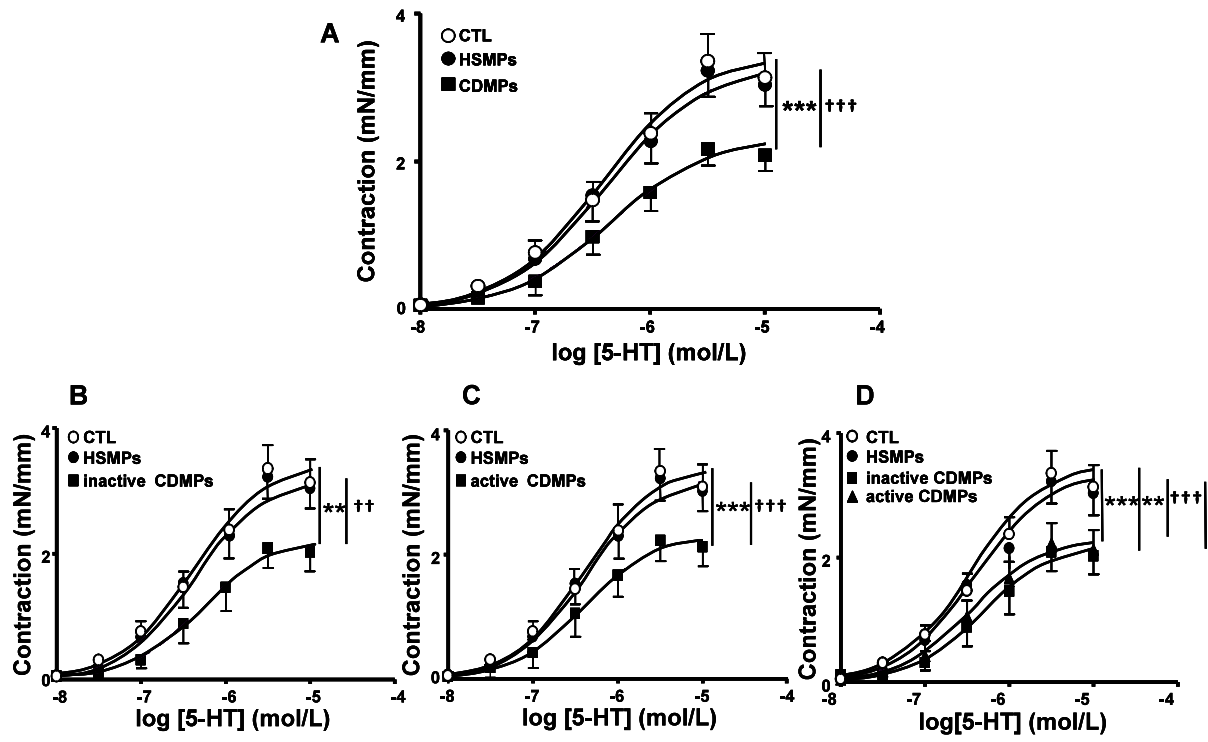 A
CTL
HSMPs
CDMPs
Contraction (mN/mm)
4
2
0
*** †††
-8 -7 -6 -5 -4
log [5-HT] (mol/L)
B
CTL
HSMPs
inactive CDMPs
Contraction (mN/mm)
4
2
0
** ††
-8 -7 -6 -5 -4
log [5-HT] (mol/L)
C
CTL
HSMPs
active CDMPs
Contraction (mN/mm)
4
2
0
*** †††
-8 -7 -6 -5 -4
log [5-HT] (mol/L)
D
CTL
HSMPs
inactive CDMPs
active CDMPs
Contraction (mN/mm)
4
2
0
*** ** †††
-8 -7 -6 -5 -4
log[5-HT] (mol/L)